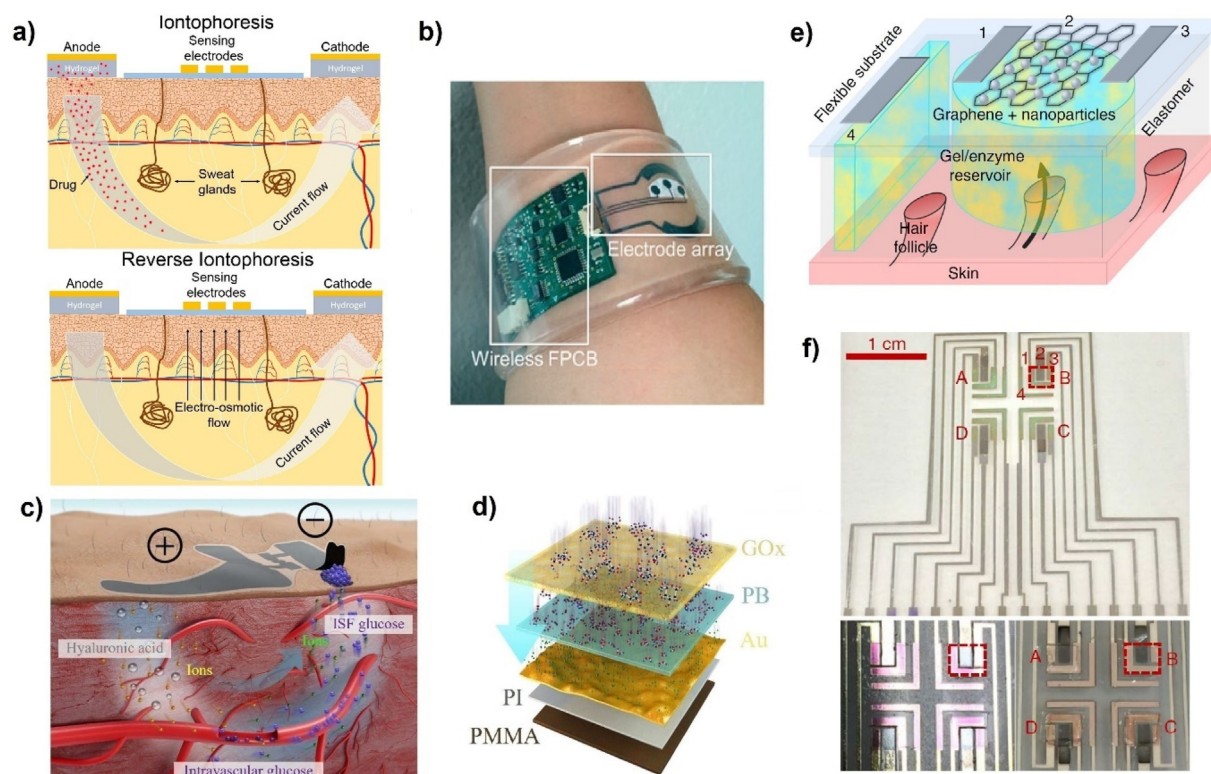 a)
Iontophoresis
Anode
Sensing
electrodes
Cathode
Hydrogel
Hydrogel
Drug
Sweat
glands
Current flow
Reverse Iontophoresis
Anode
Sensing
electrodes
Cathode
Hydrogel
Hydrogel
Electro-osmotic
flow
Current flow
b)
Electrode array
Wireless FPCB
c)
+
−
Hyaluronic acid
Ions
Ions
ISF glucose
Intravascular glucose
d)
GOx
PB
Au
PI
PMMA
e)
1
2
3
4
Flexible substrate
Graphene + nanoparticles
Elastomer
Gel/enzyme
reservoir
Hair
follicle
Skin
f)
1 cm
1 2 3
A
B
4
D
C
A
B
D
C